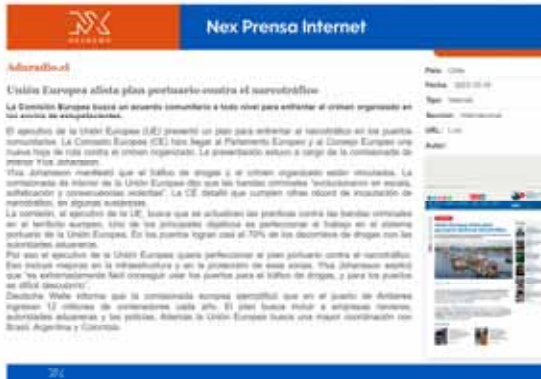 NX
Nex Prensa Internet
Adnradio.cl
Unión Europea alista plan portuario contra el narcotráfico
La Comisión Europea busca un acuerdo comunitario a todo nivel para enfrentar al crimen organizado en
los envíos de estupefacientes.
El ejecutivo de la Unión Europea (UE) presentó un plan para enfrentar al narcotráfico en los puertos
comunitarios. La Comisión Europea (CE) hizo llegar al Parlamento Europeo y al Consejo Europeo una
nueva hoja de ruta contra el crimen organizado. La presentación estuvo a cargo de la comisionada de
interior Ylva Johansson.
Ylva Johansson manifestó que el tráfico de drogas y el crimen organizado están vinculados. La
comisionada de interior de la Unión Europea dijo que las bandas criminales "evolucionaron en escala,
sofisticación y consecuencias violentas". La CE detalló que cumplen cifras récord de incautación de
narcotráfico, en algunas sustancias.
La comisión, el ejecutivo de la UE, busca que se actualicen las prácticas contra las bandas criminales
en el territorio europeo. Uno de los principales objetivos es perfeccionar el trabajo en el sistema
portuario de la Unión Europea. En los puertos logran casi el 70% de los decomisos de drogas con las
autoridades aduaneras.
Por eso el ejecutivo de la Unión Europea quiere perfeccionar el plan portuario contra el narcotráfico.
Eso incluye mejoras en la infraestructura y en la protección de esas zonas. Ylva Johansson explicó
que "es extremadamente fácil conseguir usar los puertos para el tráfico de drogas, y para los puertos
es difícil descubrirlo".
Deutsche Welle informa que la comisionada europea ejemplificó que en el puerto de Amberes
ingresan 12 millones de contenedores cada año. El plan busca incluir a empresas navieras,
autoridades aduaneras y las policías. Además la Unión Europea busca una mayor coordinación con
Brasil, Argentina y Colombia.
País: Chile
Fecha:
Tipo: Internet
Sección: Internacional
URL: Link
Autor:
NX